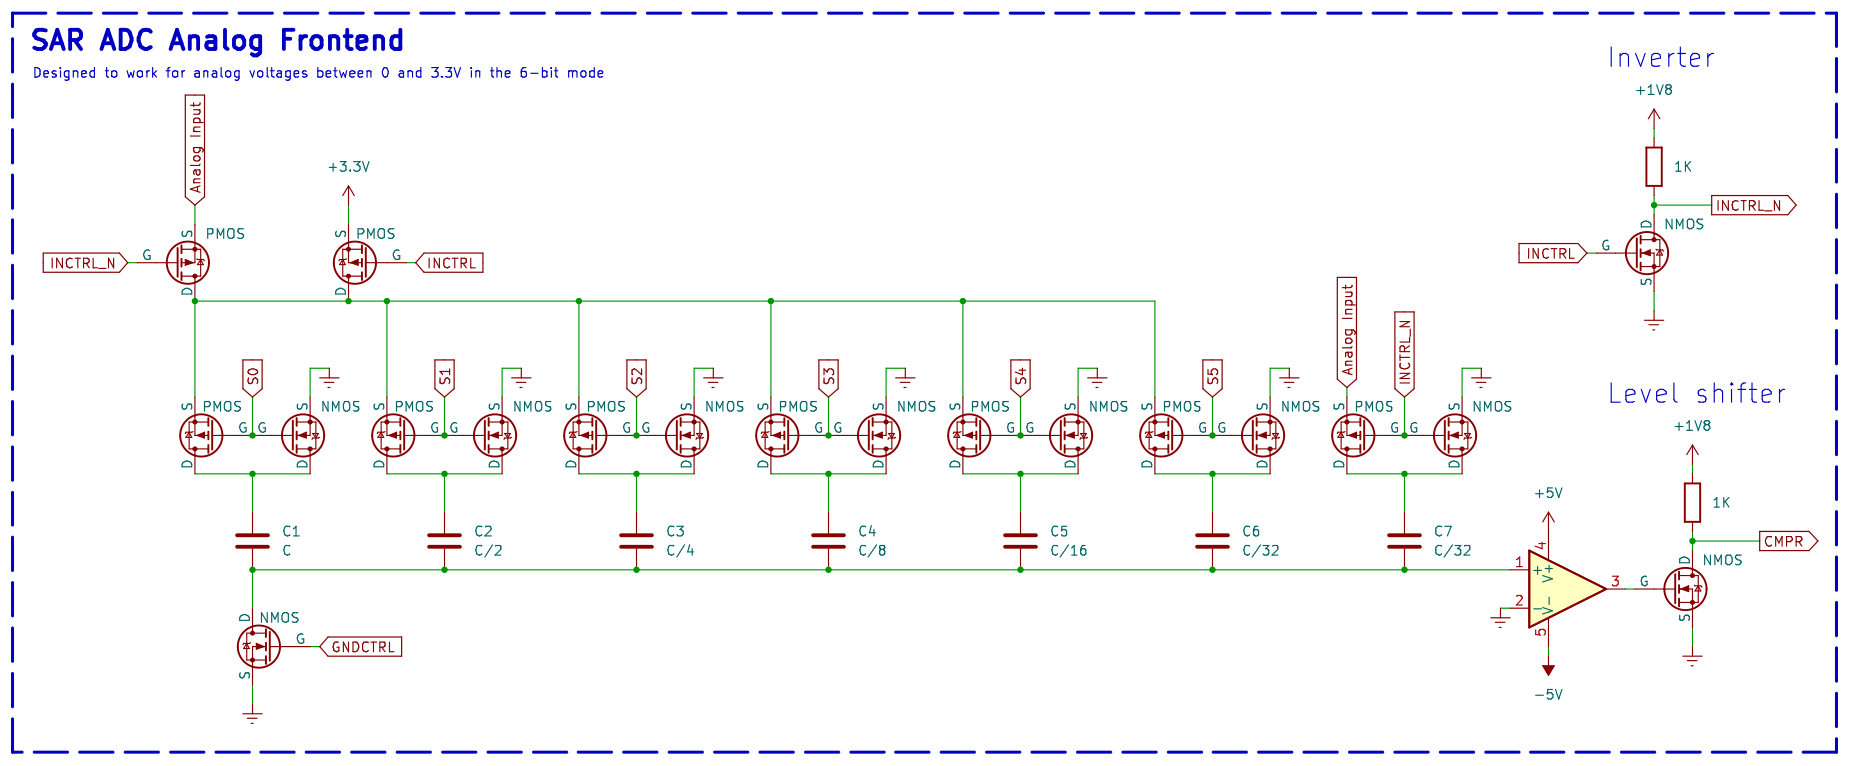 SAR ADC Analog Frontend
Designed to work for analog voltages between 0 and 3.3V in the 6-bit mode
Inverter
+1V8
1K
INCTRL_N
D
NMOS
INCTRL
G
S
Analog Input
+3.3V
S
PMOS
INCTRL_N
G
D
S
PMOS
G
INCTRL
D
Analog Input
INCTRL_N
S0
S1
S2
S3
S4
S5
S
PMOS
S
NMOS
S
PMOS
S
NMOS
S
PMOS
S
NMOS
S
PMOS
S
NMOS
S
PMOS
S
NMOS
S
PMOS
S
NMOS
S
PMOS
S
NMOS
G
G
G
G
G
G
G
G
G
G
G
G
G
G
D
D
D
D
D
D
D
D
D
D
D
D
D
D
C1
C
C2
C/2
C3
C/4
C4
C/8
C5
C/16
C6
C/32
C7
C/32
D
NMOS
G
GNDCTRL
S
Level shifter
+1V8
1K
CMPR
D
NMOS
G
S
+5V
4
1
+
V+
3
2
-
V-
5
-5V